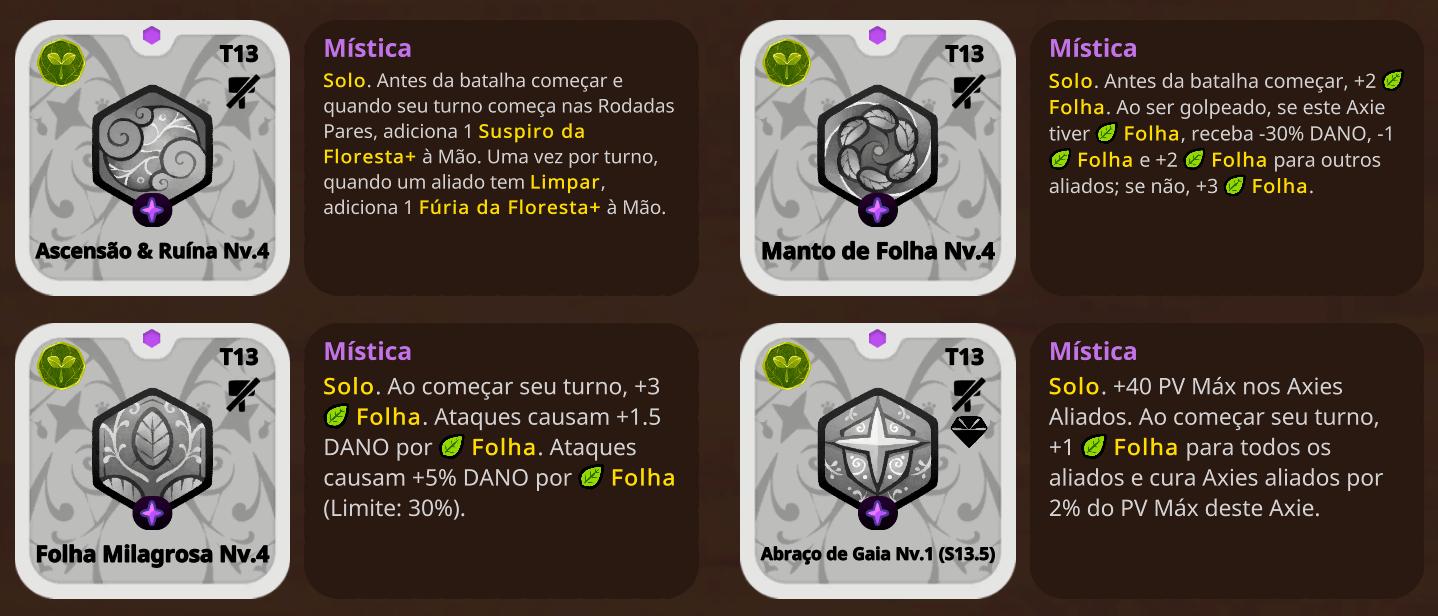 T13
Ascensão & Ruína Nv.4
Mística
Solo. Antes da batalha começar e
quando seu turno começa nas Rodadas
Pares, adiciona 1 Suspiro da
Floresta+ à Mão. Uma vez por turno,
quando um aliado tem Limpar,
adiciona 1 Fúria da Floresta+ à Mão.
T13
Manto de Folha Nv.4
Mística
Solo. Antes da batalha começar, +2
Folha. Ao ser golpeado, se este Axie
tiver Folha, receba -30% DANO, -1
Folha e +2 Folha para outros
aliados; se não, +3 Folha.
T13
Folha Milagrosa Nv.4
Mística
Solo. Ao começar seu turno, +3
Folha. Ataques causam +1.5
DANO por Folha. Ataques
causam +5% DANO por Folha
(Limite: 30%).
T13
Abraço de Gaia Nv.1 (S13.5)
Mística
Solo. +40 PV Máx nos Axies
Aliados. Ao começar seu turno,
+1 Folha para todos os
aliados e cura Axies aliados por
2% do PV Máx deste Axie.